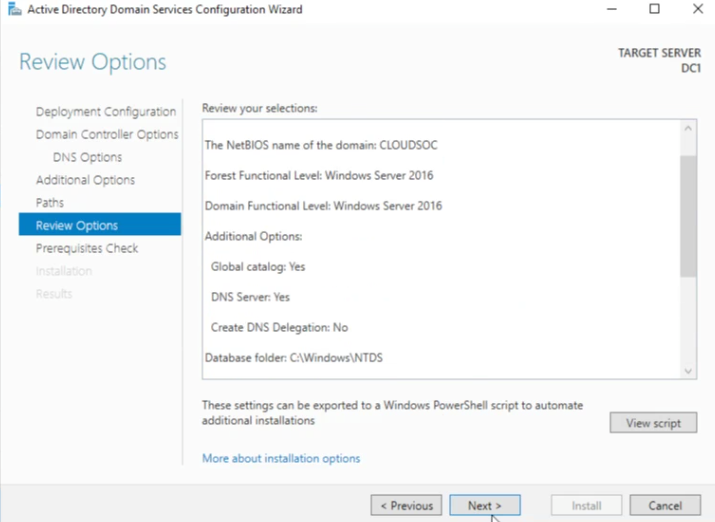 Active Directory Domain Services Configuration Wizard
Review Options
TARGET SERVER
DC1
Deployment Configuration
Domain Controller Options
DNS Options
Additional Options
Paths
Review Options
Prerequisites Check
Installation
Results
Review your selections:
The NetBIOS name of the domain: CLOUDSOC
Forest Functional Level: Windows Server 2016
Domain Functional Level: Windows Server 2016
Additional Options:
Global catalog: Yes
DNS Server: Yes
Create DNS Delegation: No
Database folder: C:\Windows\NTDS
These settings can be exported to a Windows PowerShell script to automate
additional installations
View script
More about installation options
< Previous
Next >
Install
Cancel